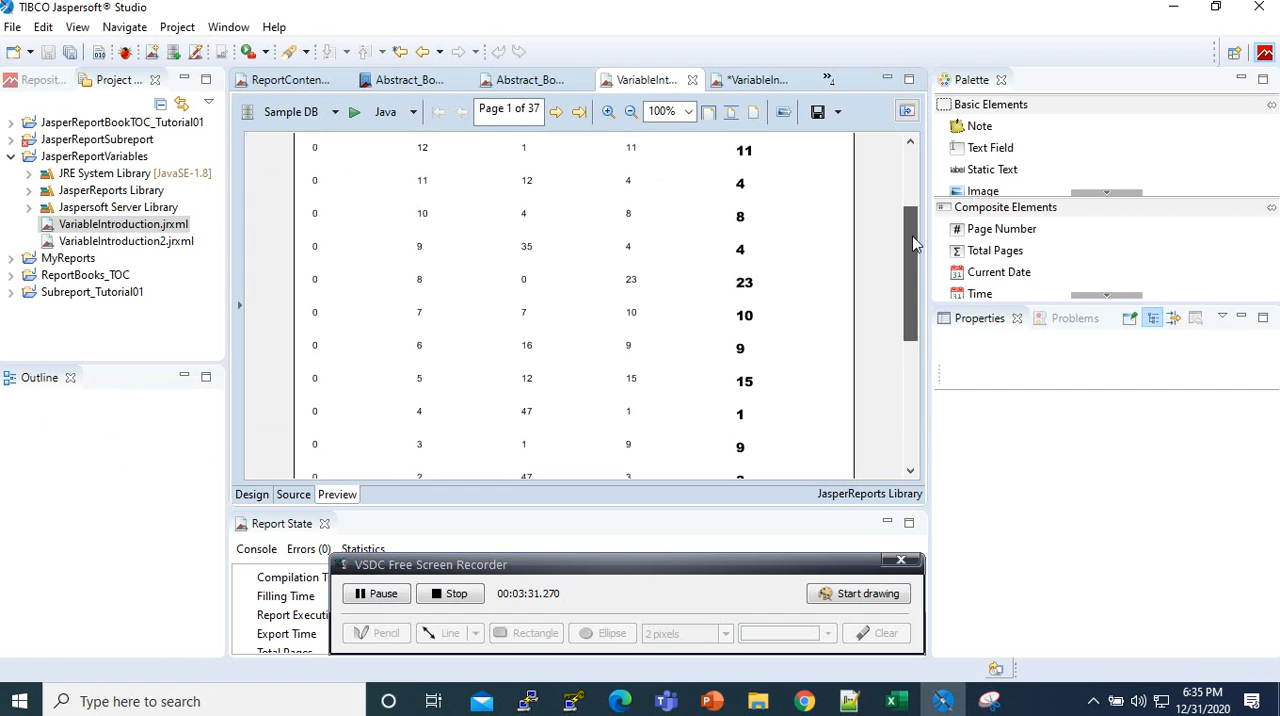 TIBCO Jaspersoft® Studio
File Edit View Navigate Project Window Help
Reposit... Project ...
JasperReportBookTOC_Tutorial01
JasperReportSubreport
JasperReportVariables
JRE System Library [JavaSE-1.8]
JasperReports Library
Jaspersoft Server Library
VariableIntroduction.jrxml
VariableIntroduction2.jrxml
MyReports
ReportBooks_TOC
Subreport_Tutorial01
Outline
ReportConten... Abstract_Bo... Abstract_Bo... VariableInt... *VariableIn... »1
Sample DB Java Page 1 of 37 100%
0 12 1 11 11
0 11 12 4 4
0 10 4 8 8
0 9 35 4 4
0 8 0 23 23
0 7 7 10 10
0 6 16 9 9
0 5 12 15 15
0 4 47 1 1
0 3 1 9 9
0 2 47 3
Design Source Preview JasperReports Library
Report State
Console Errors (0) Statistics
Compilation T
Filling Time
Report Executi
Export Time
Total Pages
VSDC Free Screen Recorder
Pause Stop 00:03:31.270 Start drawing
Pencil Line Rectangle Ellipse 2 pixels Clear
Palette
Basic Elements
Note
Text Field
Static Text
Image
Composite Elements
# Page Number
Σ Total Pages
Current Date
Time
Properties Problems
Type here to search
6:35 PM
12/31/2020